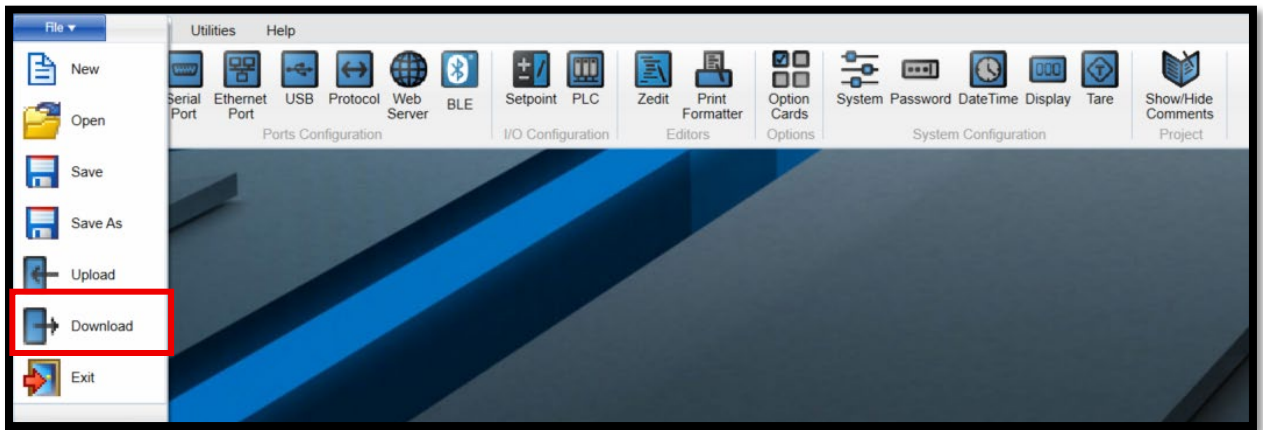 File
Utilities Help
New
Open
Save
Save As
Upload
Download
Exit
Serial Port
Ethernet Port
USB
Protocol
Web Server
BLE
Ports Configuration
Setpoint
PLC
I/O Configuration
Zedit
Print Formatter
Editors
Option Cards
Options
System
Password
DateTime
Display
Tare
System Configuration
Show/Hide Comments
Project